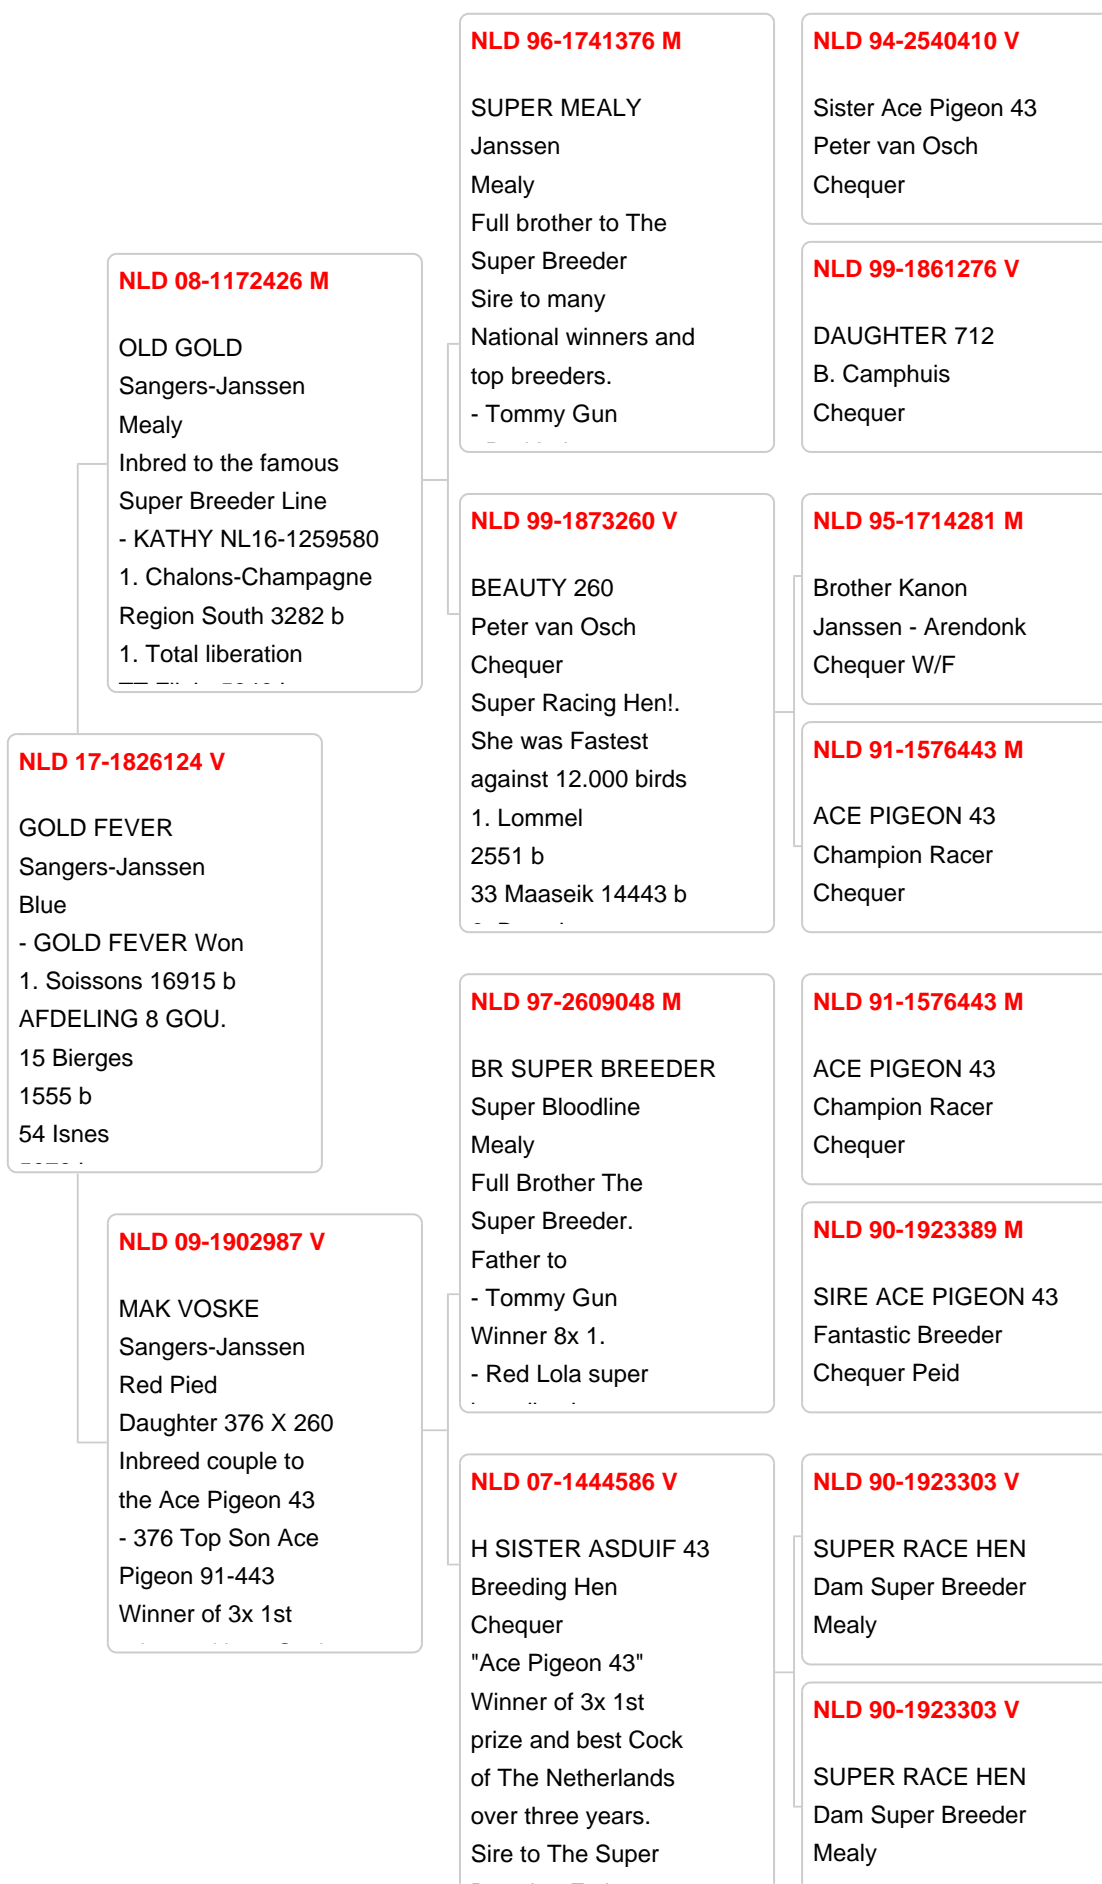 NLD 17-1826124 V
GOLD FEVER
Sangers-Janssen
Blue
- GOLD FEVER Won
1. Soissons 16915 b
AFDELING 8 GOU.
15 Bierges
1555 b
54 Isnes
NLD 08-1172426 M
OLD GOLD
Sangers-Janssen
Mealy
Inbred to the famous
Super Breeder Line
- KATHY NL16-1259580
1. Chalons-Champagne
Region South 3282 b
1. Total liberation
NLD 09-1902987 V
MAK VOSKE
Sangers-Janssen
Red Pied
Daughter 376 X 260
Inbreed couple to
the Ace Pigeon 43
- 376 Top Son Ace
Pigeon 91-443
Winner of 3x 1st
NLD 96-1741376 M
SUPER MEALY
Janssen
Mealy
Full brother to The
Super Breeder
Sire to many
National winners and
top breeders.
- Tommy Gun
NLD 99-1873260 V
BEAUTY 260
Peter van Osch
Chequer
Super Racing Hen!.
She was Fastest
against 12.000 birds
1. Lommel
2551 b
33 Maaseik 14443 b
NLD 97-2609048 M
BR SUPER BREEDER
Super Bloodline
Mealy
Full Brother The
Super Breeder.
Father to
- Tommy Gun
Winner 8x 1.
- Red Lola super
NLD 07-1444586 V
H SISTER ASDUIF 43
Breeding Hen
Chequer
"Ace Pigeon 43"
Winner of 3x 1st
prize and best Cock
of The Netherlands
over three years.
Sire to The Super
NLD 94-2540410 V
Sister Ace Pigeon 43
Peter van Osch
Chequer
NLD 99-1861276 V
DAUGHTER 712
B. Camphuis
Chequer
NLD 95-1714281 M
Brother Kanon
Janssen - Arendonk
Chequer W/F
NLD 91-1576443 M
ACE PIGEON 43
Champion Racer
Chequer
NLD 91-1576443 M
ACE PIGEON 43
Champion Racer
Chequer
NLD 90-1923389 M
SIRE ACE PIGEON 43
Fantastic Breeder
Chequer Peid
NLD 90-1923303 V
SUPER RACE HEN
Dam Super Breeder
Mealy
NLD 90-1923303 V
SUPER RACE HEN
Dam Super Breeder
Mealy